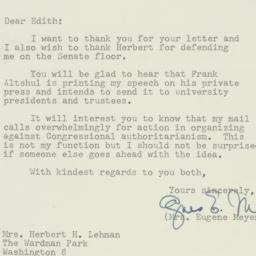 Dear Edith:
I want to thank you for your letter and
I also wish to thank Herbert for defending
me on the Senate floor.
You will be glad to hear that Frank
Altshul is printing my speech on his private
press and intends to send it to university
presidents and trustees.
It will interest you to know that my mail
calls overwhelmingly for action in organizing
against Congressional authoritarianism. This
is not my function but I should not be surprised
if someone else goes ahead with the idea.
With kindest regards to you both,
Yours sincerely,
Agnes E. M
(Mrs. Eugene Meye
Mrs. Herbert H. Lehman
The Wardman Park
Washington 6